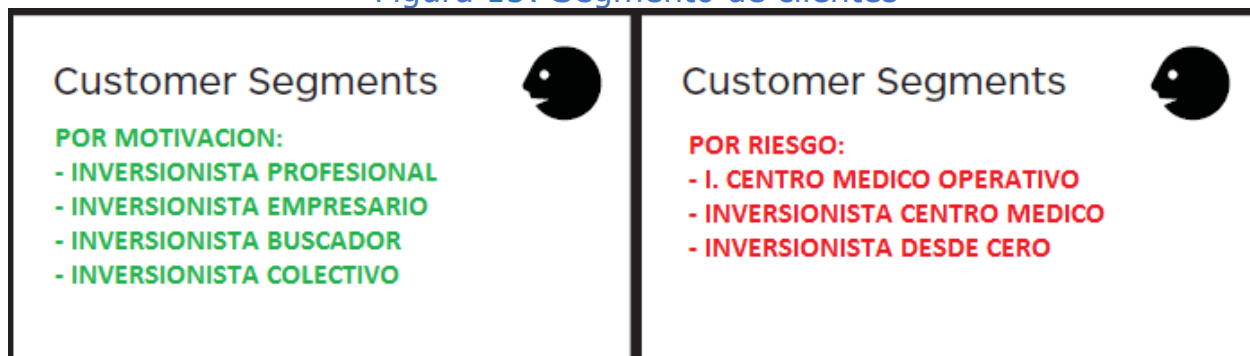 Customer Segments
POR MOTIVACION:
- INVERSIONISTA PROFESIONAL
- INVERSIONISTA EMPRESARIO
- INVERSIONISTA BUSCADOR
- INVERSIONISTA COLECTIVO
Customer Segments
POR RIESGO:
- I. CENTRO MEDICO OPERATIVO
- INVERSIONISTA CENTRO MEDICO
- INVERSIONISTA DESDE CERO